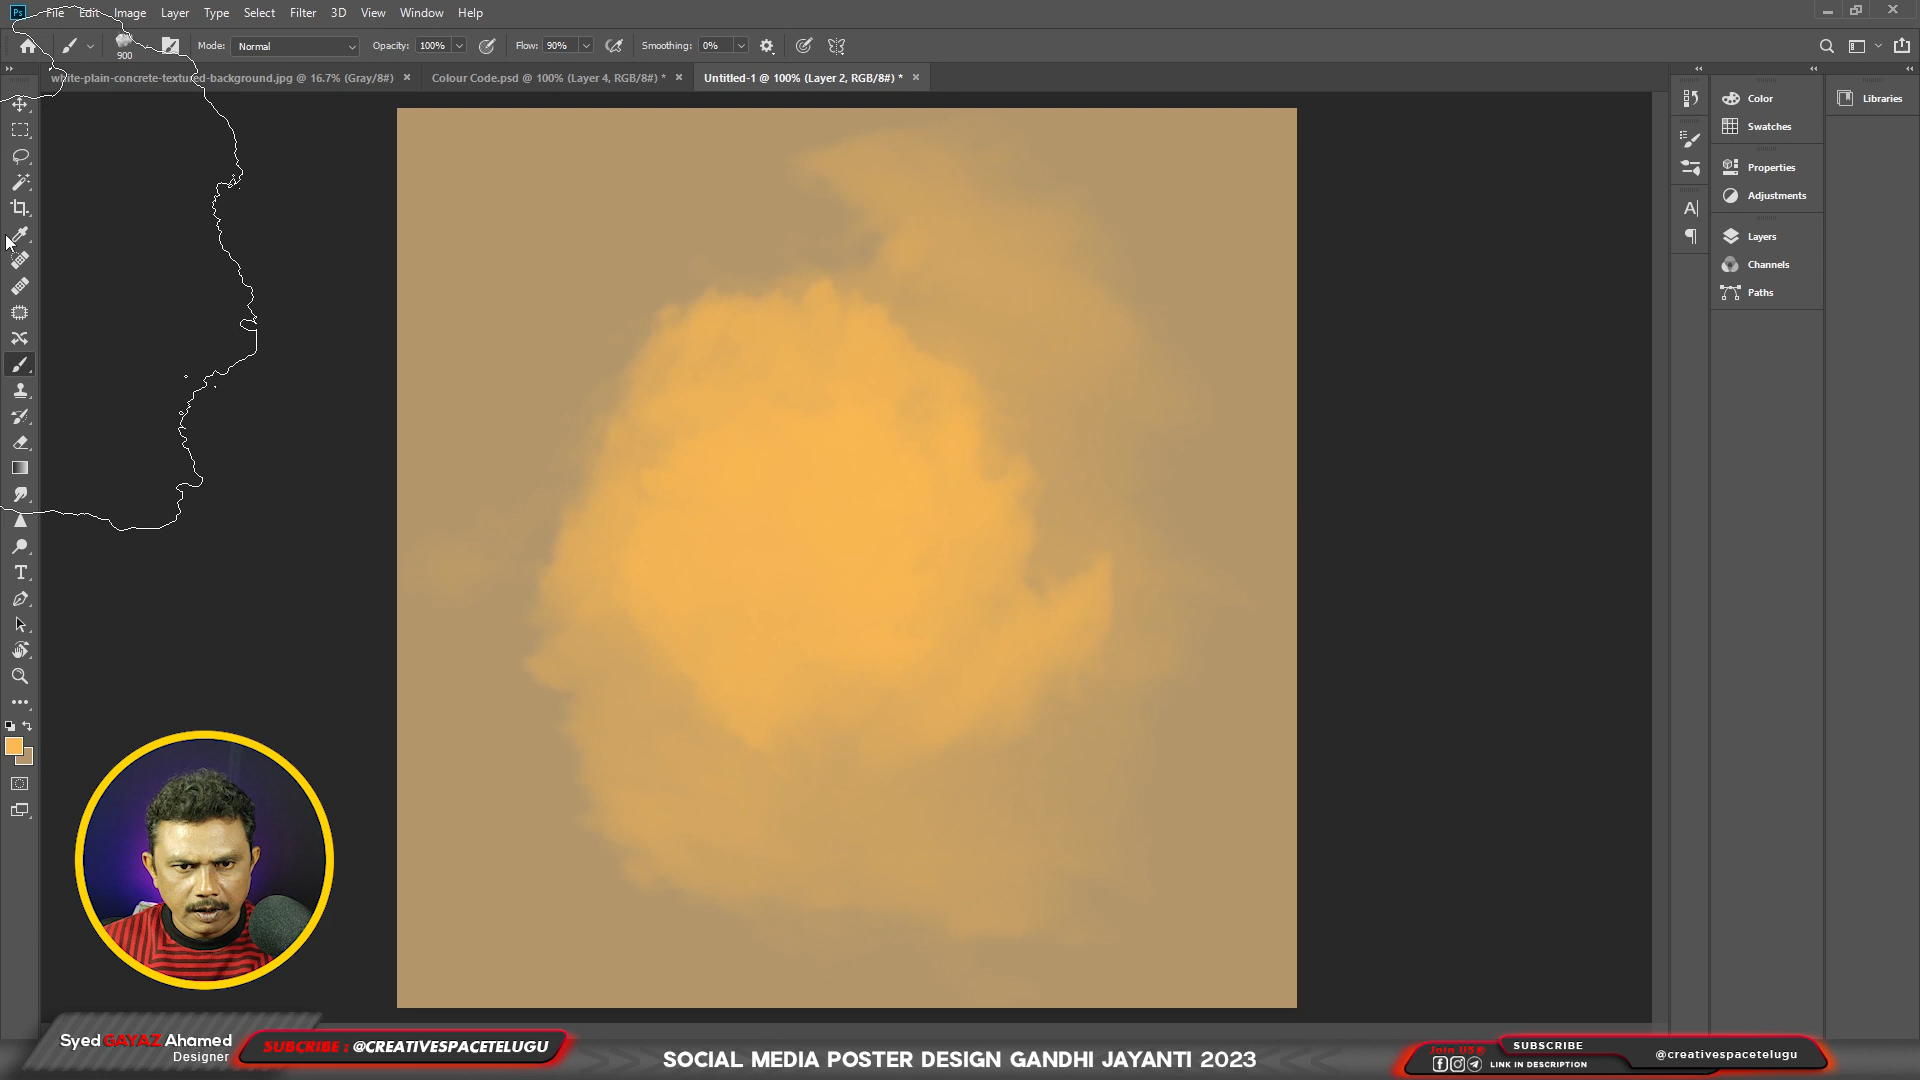 Ps File Edit Image Layer Type Select Filter 3D View Window Help
900 Mode: Normal Opacity: 100% Flow: 90% Smoothing: 0%
white-plain-concrete-textured-background.jpg @ 16.7% (Gray/8#) × Colour Code.psd @ 100% (Layer 4, RGB/8#) * × Untitled-1 @ 100% (Layer 2, RGB/8#) * ×
Color
Swatches
Properties
Adjustments
Layers
Channels
Paths
Libraries
Syed GAYAZ Ahamed
Designer
SUBCRIBE : @CREATIVESPACETELUGU
SOCIAL MEDIA POSTER DESIGN GANDHI JAYANTI 2023
Join US
SUBSCRIBE
LINK IN DESCRIPTION
@creativespacetelugu